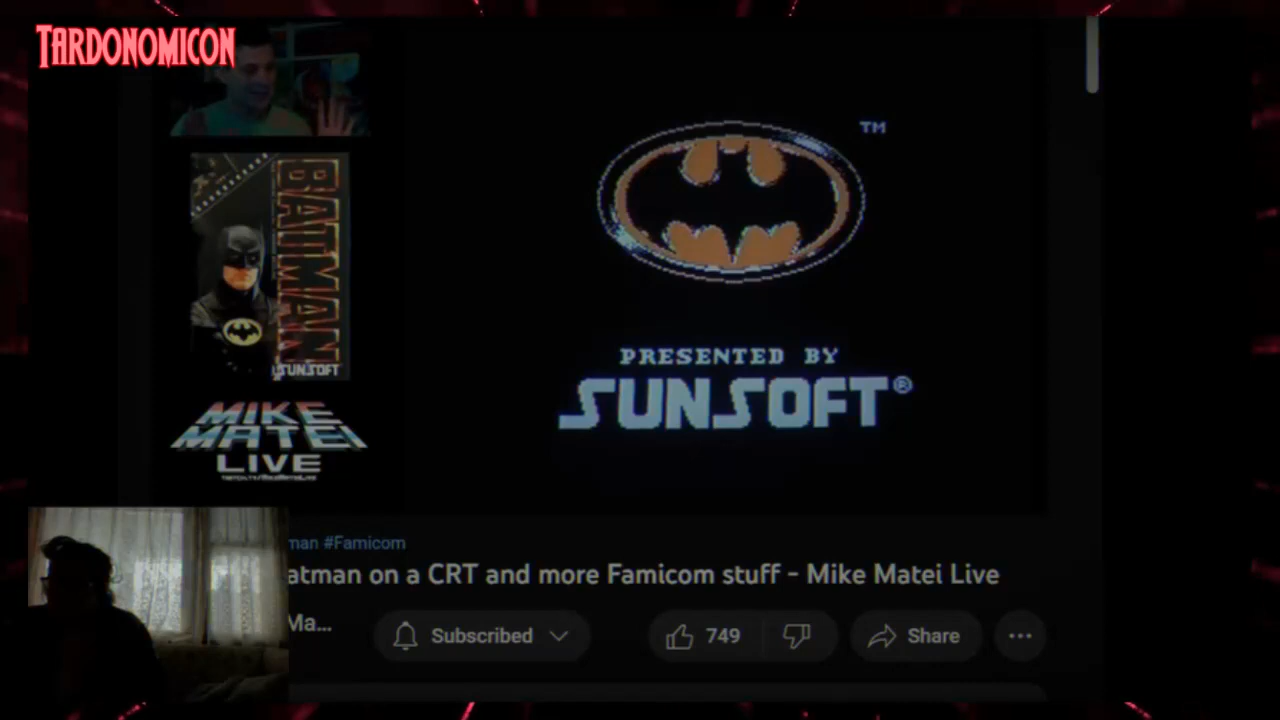 TARDONOMICON
TM
BATMAN
SUNSOFT
PRESENTED BY
SUNSOFT®
MIKE
MATEI
LIVE
man #Famicom
atman on a CRT and more Famicom stuff - Mike Matei Live
Ma...
Subscribed
749
Share